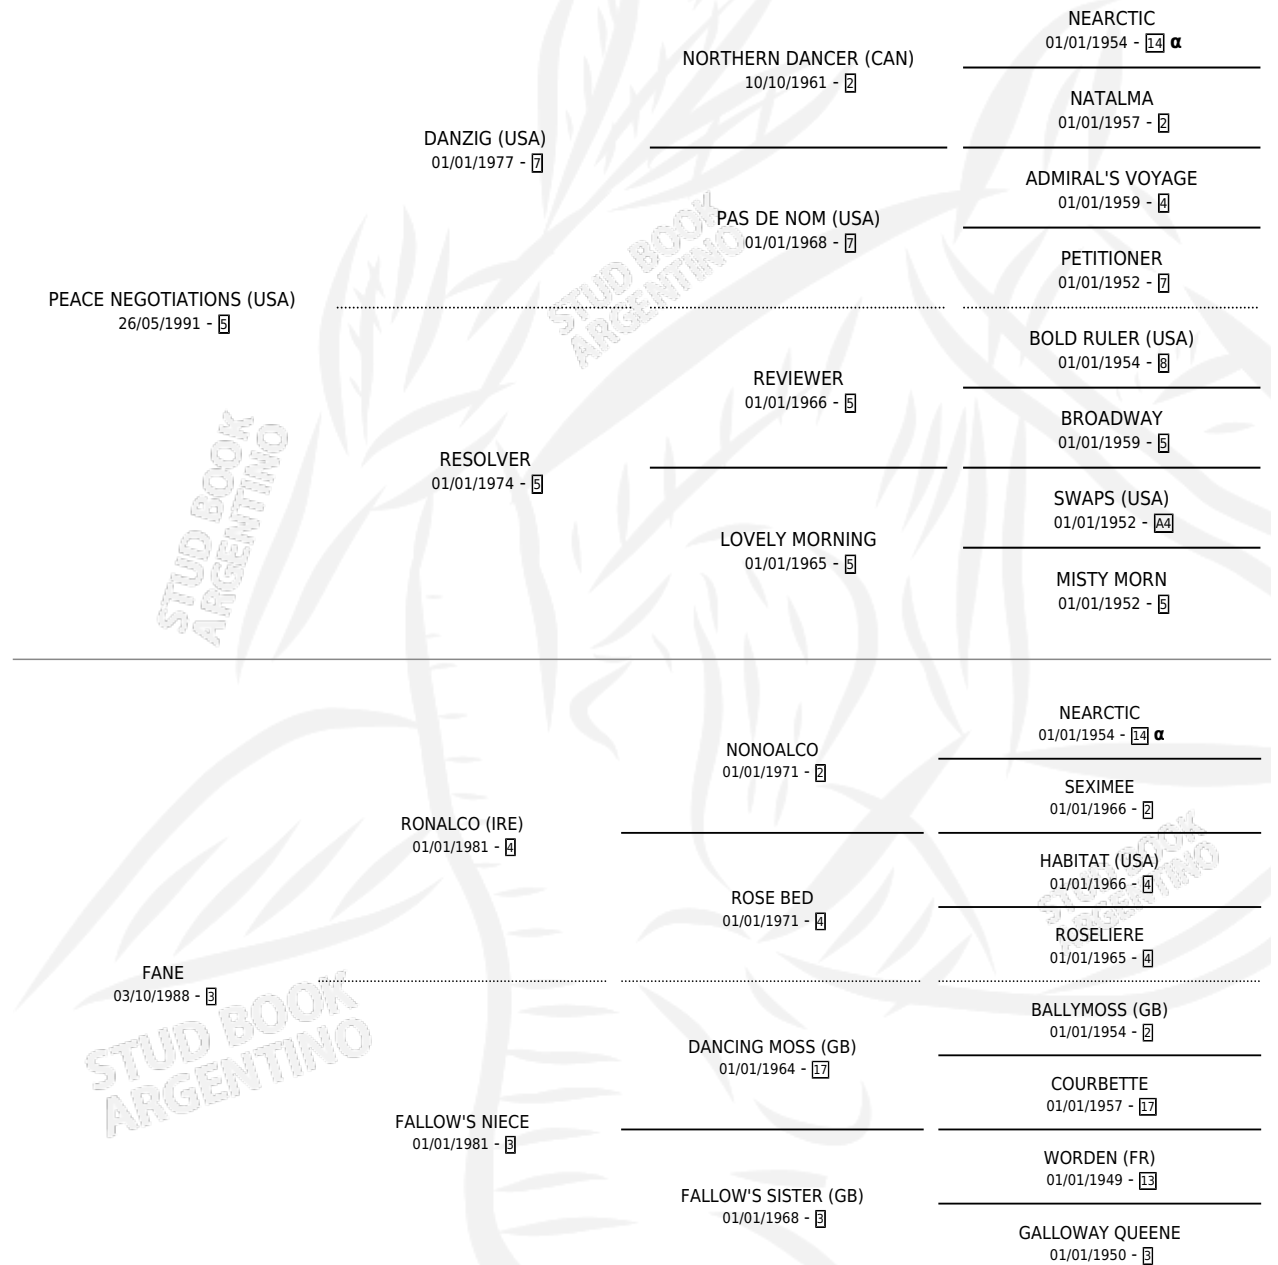 NEARCTIC
01/01/1954 - 14 α
NORTHERN DANCER (CAN)
10/10/1961 - 2
NATALMA
01/01/1957 - 2
DANZIG (USA)
01/01/1977 - 7
ADMIRAL'S VOYAGE
01/01/1959 - 4
PAS DE NOM (USA)
01/01/1968 - 7
PETITIONER
01/01/1952 - 7
PEACE NEGOTIATIONS (USA)
26/05/1991 - 5
BOLD RULER (USA)
01/01/1954 - 8
REVIEWER
01/01/1966 - 5
BROADWAY
01/01/1959 - 5
RESOLVER
01/01/1974 - 5
SWAPS (USA)
01/01/1952 - A4
LOVELY MORNING
01/01/1965 - 5
MISTY MORN
01/01/1952 - 5
NEARCTIC
01/01/1954 - 14 α
NONOALCO
01/01/1971 - 2
SEXIMEE
01/01/1966 - 2
RONALCO (IRE)
01/01/1981 - 4
HABITAT (USA)
01/01/1966 - 4
ROSE BED
01/01/1971 - 4
ROSELIERE
01/01/1965 - 4
FANE
03/10/1988 - 3
BALLYMOSS (GB)
01/01/1954 - 2
DANCING MOSS (GB)
01/01/1964 - 17
COURBETTE
01/01/1957 - 17
FALLOW'S NIECE
01/01/1981 - 3
WORDEN (FR)
01/01/1949 - 13
FALLOW'S SISTER (GB)
01/01/1968 - 3
GALLOWAY QUEENE
01/01/1950 - 3
STUD BOOK
ARGENTINO
STUD BOOK
ARGENTINO
STUD BOOK
ARGENTINO
STUD BOOK
ARGENTINO